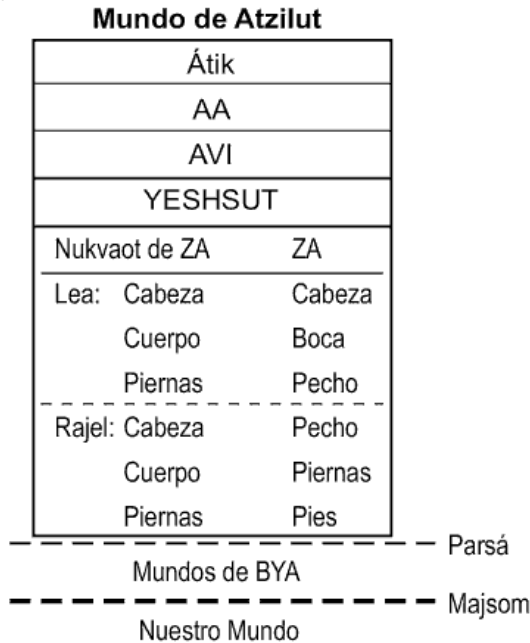 Mundo de Atzilut
Átik
AA
AVI
YESHSUT
Nukvaot de ZA ZA
Lea: Cabeza Cabeza
Cuerpo Boca
Piernas Pecho
Rajel: Cabeza Pecho
Cuerpo Piernas
Piernas Pies
Parsá
Mundos de BYA
Majsom
Nuestro Mundo